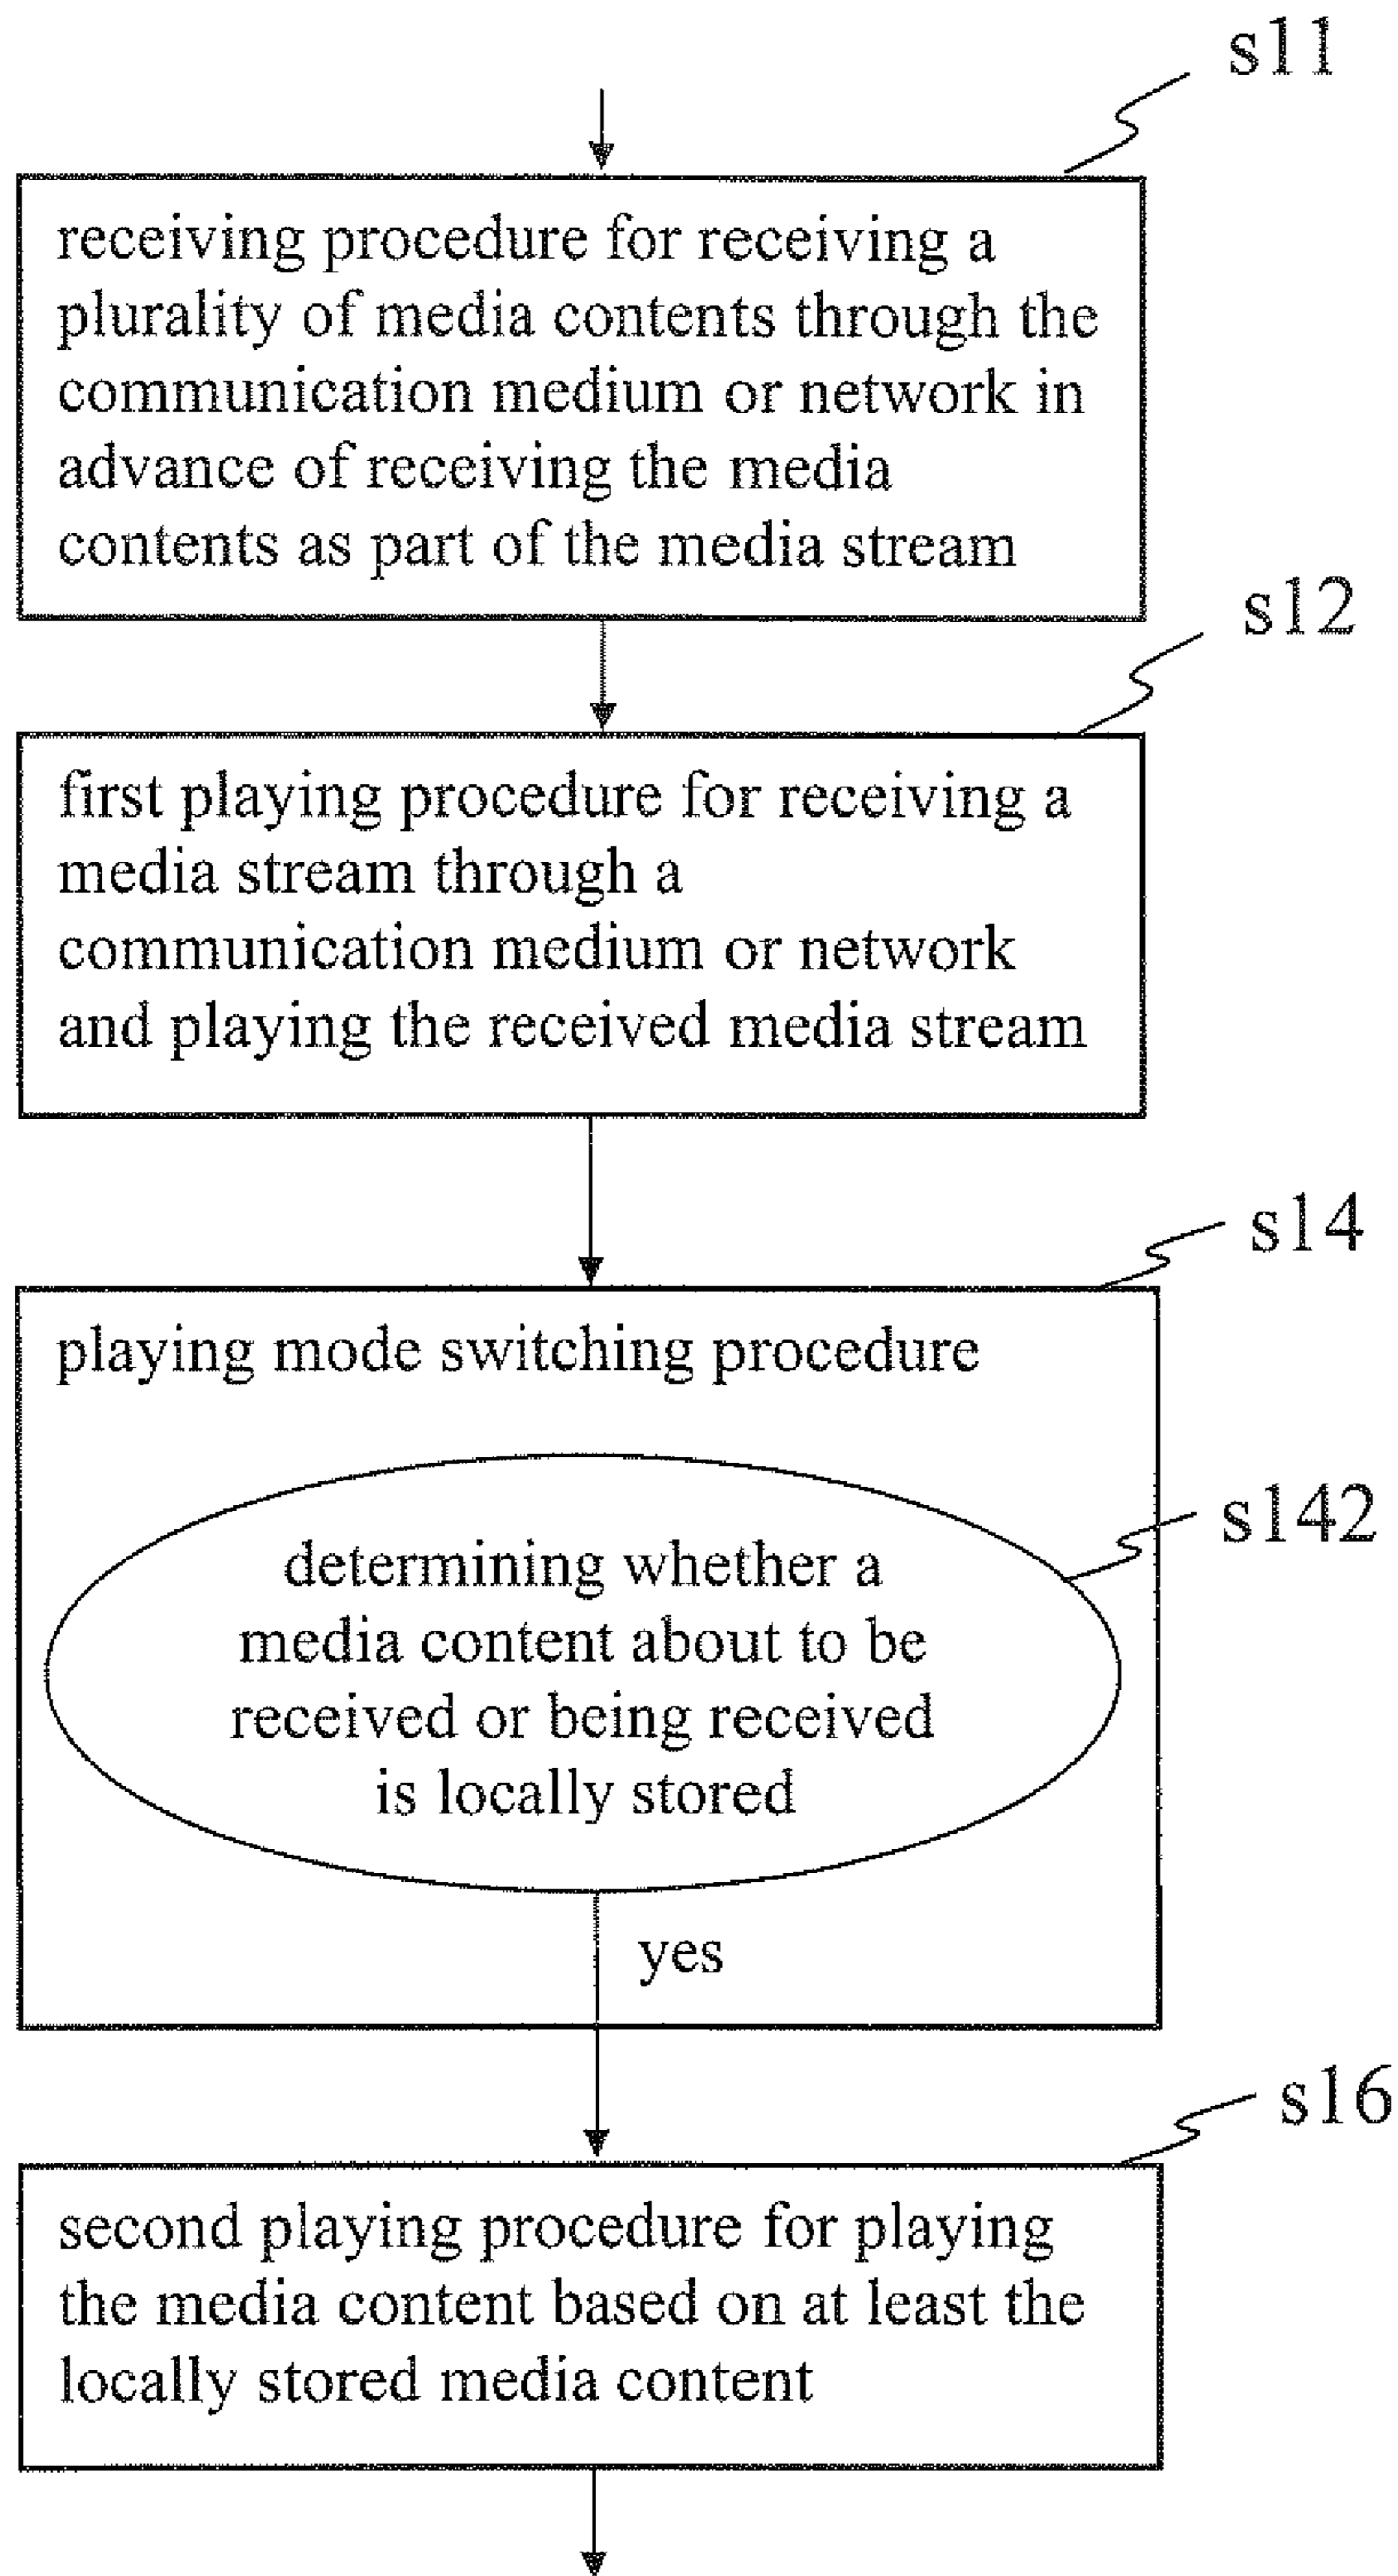 s11
receiving procedure for receiving a
plurality of media contents through the
communication medium or network in
advance of receiving the media
contents as part of the media stream
s12
first playing procedure for receiving a
media stream through a
communication medium or network
and playing the received media stream
s14
playing mode switching procedure
s142
determining whether a
media content about to be
received or being received
is locally stored
yes
s16
second playing procedure for playing
the media content based on at least the
locally stored media content